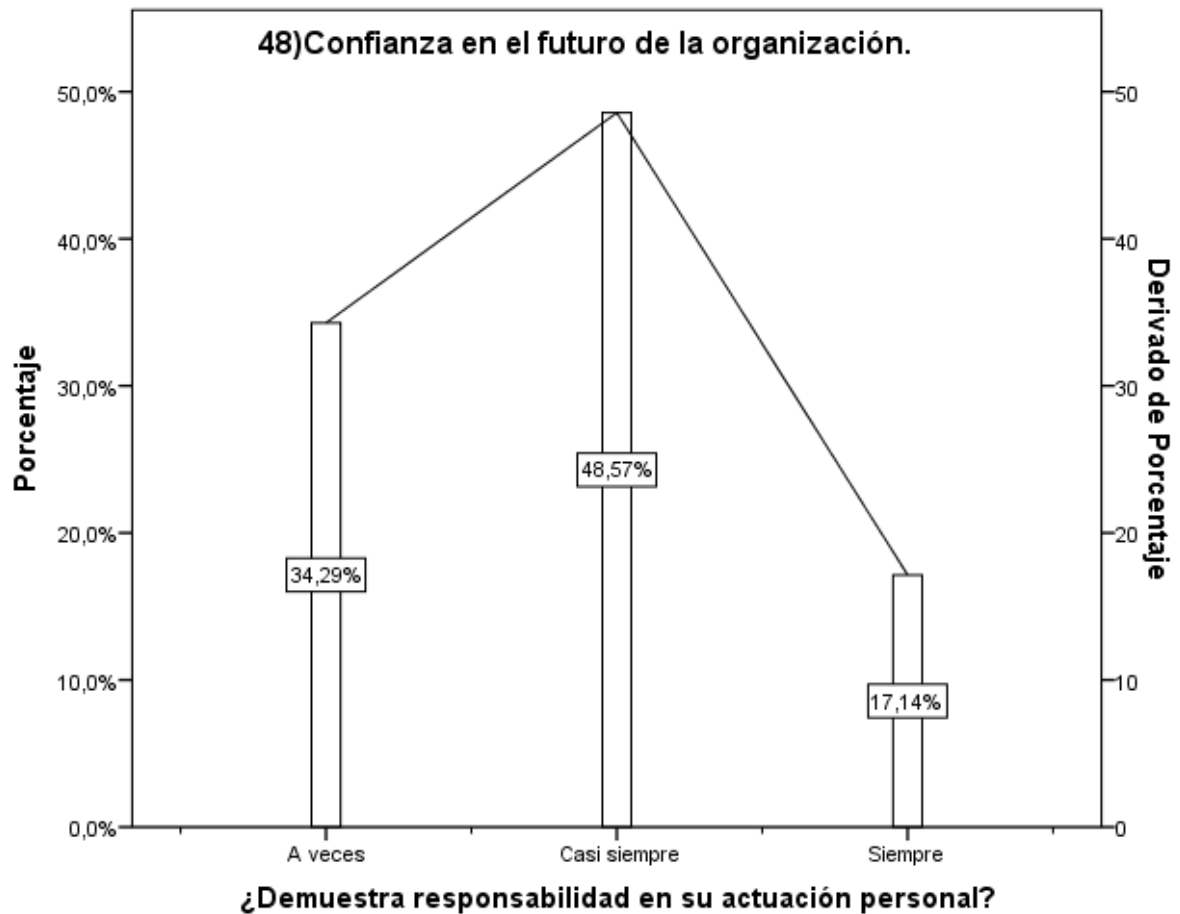 48)Confianza en el futuro de la organización.
50,0%
40,0%
30,0%
20,0%
10,0%
0,0%
Porcentaje
34,29%
48,57%
17,14%
50
40
30
20
10
0
Derivado de Porcentaje
A veces
Casi siempre
Siempre
¿Demuestra responsabilidad en su actuación personal?